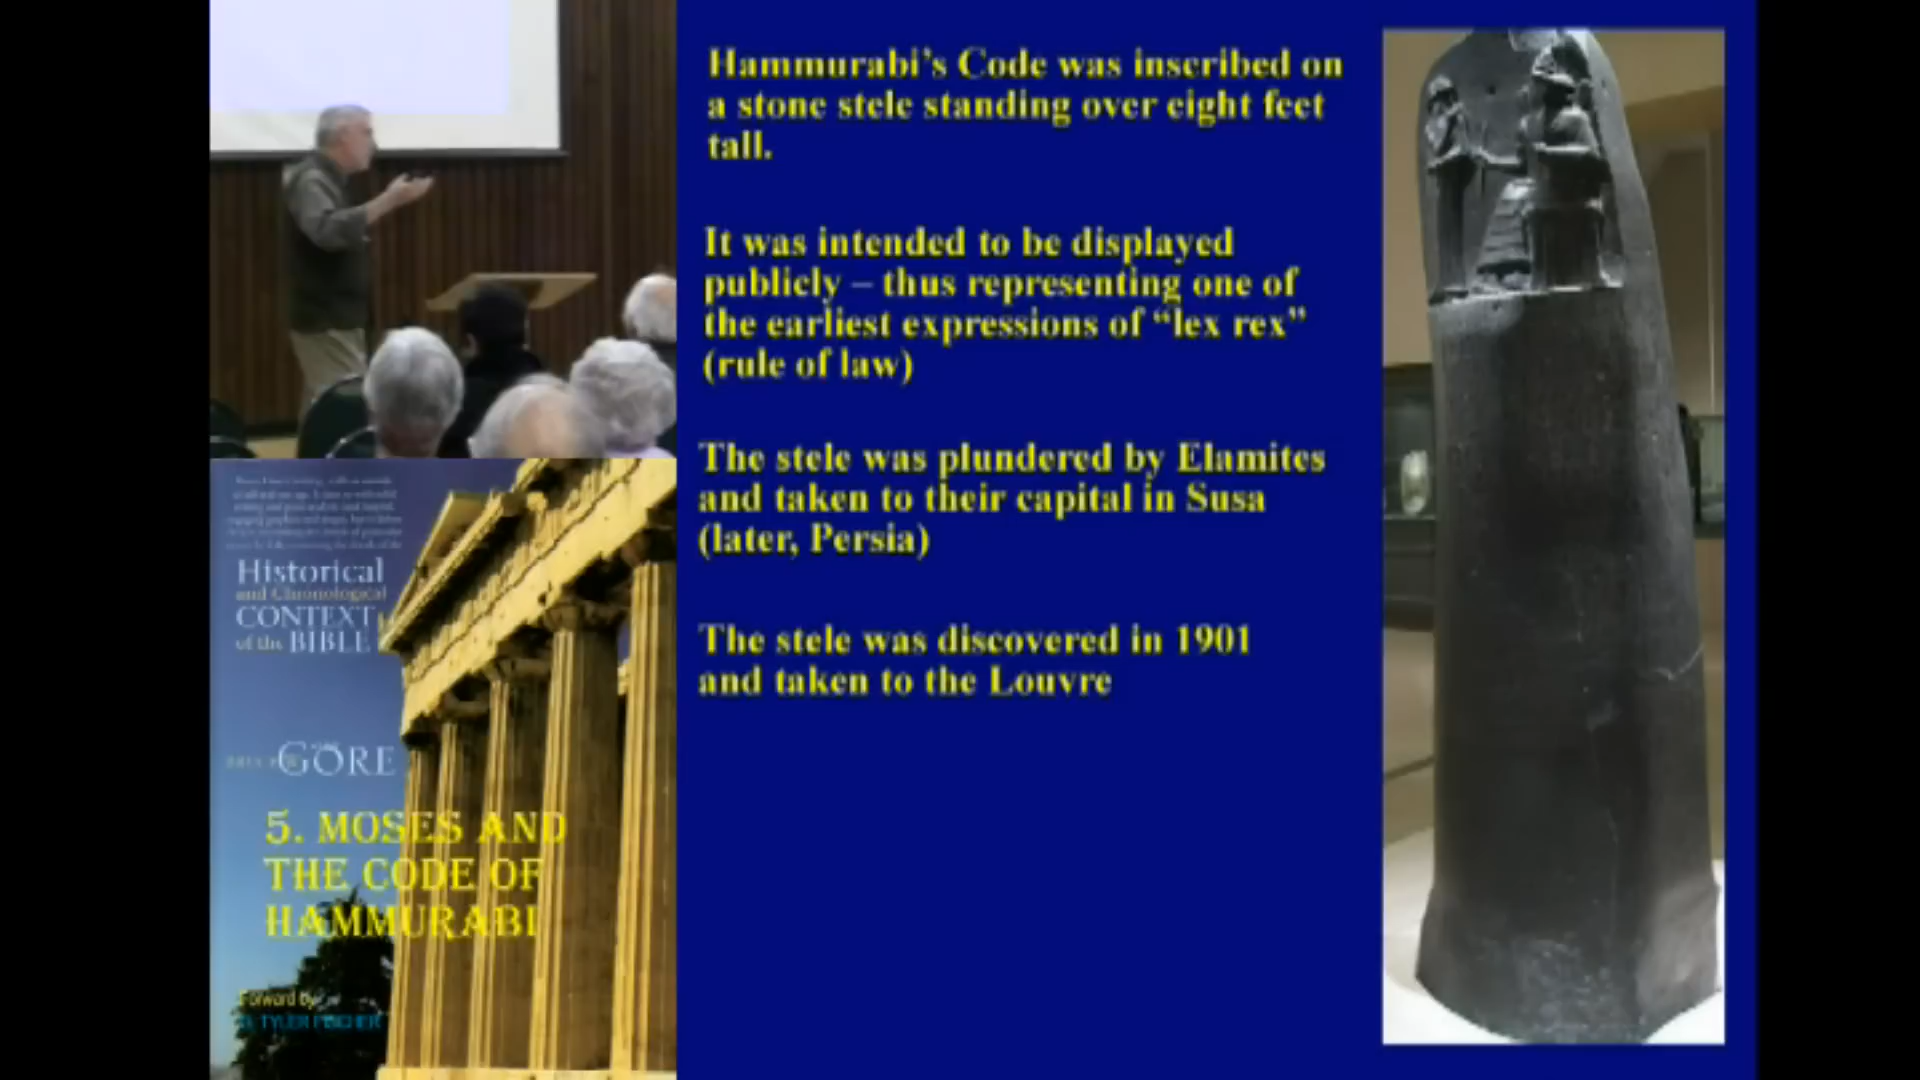 Hammurabi's Code was inscribed on
a stone stele standing over eight feet
tall.
It was intended to be displayed
publicly – thus representing one of
the earliest expressions of “lex rex”
(rule of law)
The stele was plundered by Elamites
and taken to their capital in Susa
(later, Persia)
The stele was discovered in 1901
and taken to the Louvre
Historical
and Chronological
CONTEXT
of the BIBLE
GORE
5. MOSES AND
THE CODE OF
HAMMURABI
Forward by
TYLER FISCHER